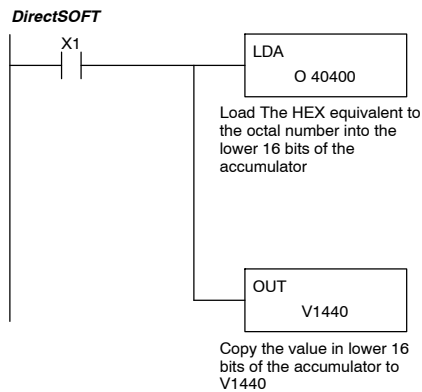 DirectSOFT
X1
LDA
O 40400
Load The HEX equivalent to
the octal number into the
lower 16 bits of the
accumulator
OUT
V1440
Copy the value in lower 16
bits of the accumulator to
V1440